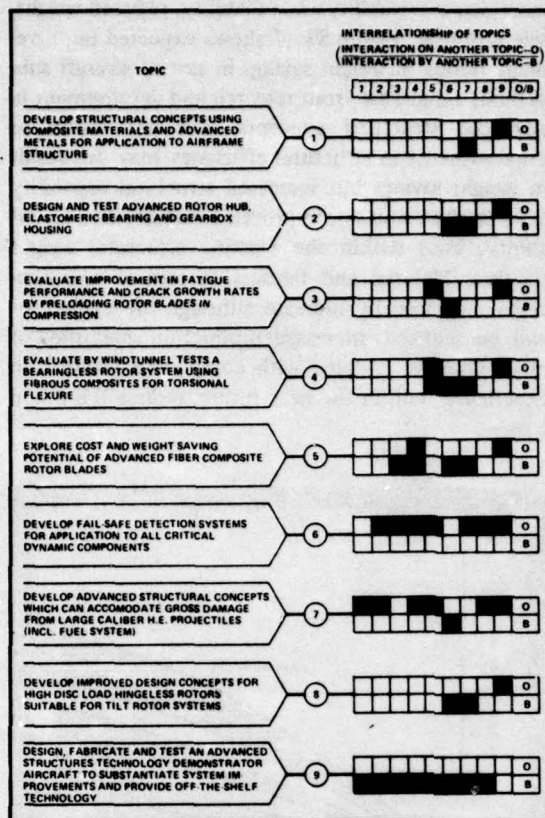 INTERRELATIONSHIP OF TOPICS
(INTERACTION ON ANOTHER TOPIC--O)
(INTERACTION BY ANOTHER TOPIC--B)
TOPIC
1 2 3 4 5 6 7 8 9 O/B
DEVELOP STRUCTURAL CONCEPTS USING
COMPOSITE MATERIALS AND ADVANCED
METALS FOR APPLICATION TO AIRFRAME
STRUCTURE
1
O
B
DESIGN AND TEST ADVANCED ROTOR HUB,
ELASTOMERIC BEARING AND GEARBOX
HOUSING
2
O
B
EVALUATE IMPROVEMENT IN FATIGUE
PERFORMANCE AND CRACK GROWTH RATES
BY PRELOADING ROTOR BLADES IN
COMPRESSION
3
O
B
EVALUATE BY WINDTUNNEL TESTS A
BEARINGLESS ROTOR SYSTEM USING
FIBROUS COMPOSITES FOR TORSIONAL
FLEXURE
4
O
B
EXPLORE COST AND WEIGHT SAVING
POTENTIAL OF ADVANCED FIBER COMPOSITE
ROTOR BLADES
5
O
B
DEVELOP FAIL-SAFE DETECTION SYSTEMS
FOR APPLICATION TO ALL CRITICAL
DYNAMIC COMPONENTS
6
O
B
DEVELOP ADVANCED STRUCTURAL CONCEPTS
WHICH CAN ACCOMODATE GROSS DAMAGE
FROM LARGE CALIBER H.E. PROJECTILES
(INCL. FUEL SYSTEM)
7
O
B
DEVELOP IMPROVED DESIGN CONCEPTS FOR
HIGH DISC LOAD HINGELESS ROTORS
SUITABLE FOR TILT ROTOR SYSTEMS
8
O
B
DESIGN, FABRICATE AND TEST AN ADVANCED
STRUCTURES TECHNOLOGY DEMONSTRATOR
AIRCRAFT TO SUBSTANTIATE SYSTEM IM
PROVEMENTS AND PROVIDE OFF THE SHELF
TECHNOLOGY
9
O
B